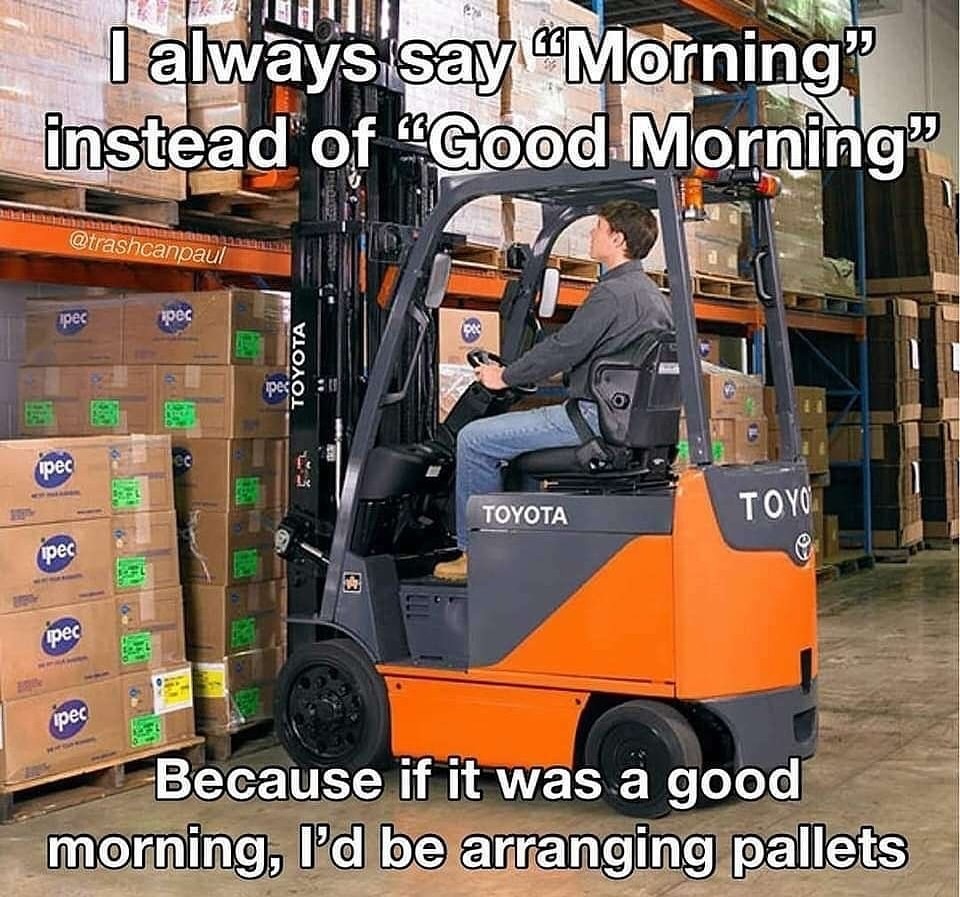 I always say “Morning”
instead of “Good Morning”
@trashcanpaul
ipec
ipec
TOYOTA
ipec
ipec
ipec
ipec
ipec
ipec
TOYOTA
TOYO
Because if it was a good
morning, I’d be arranging pallets